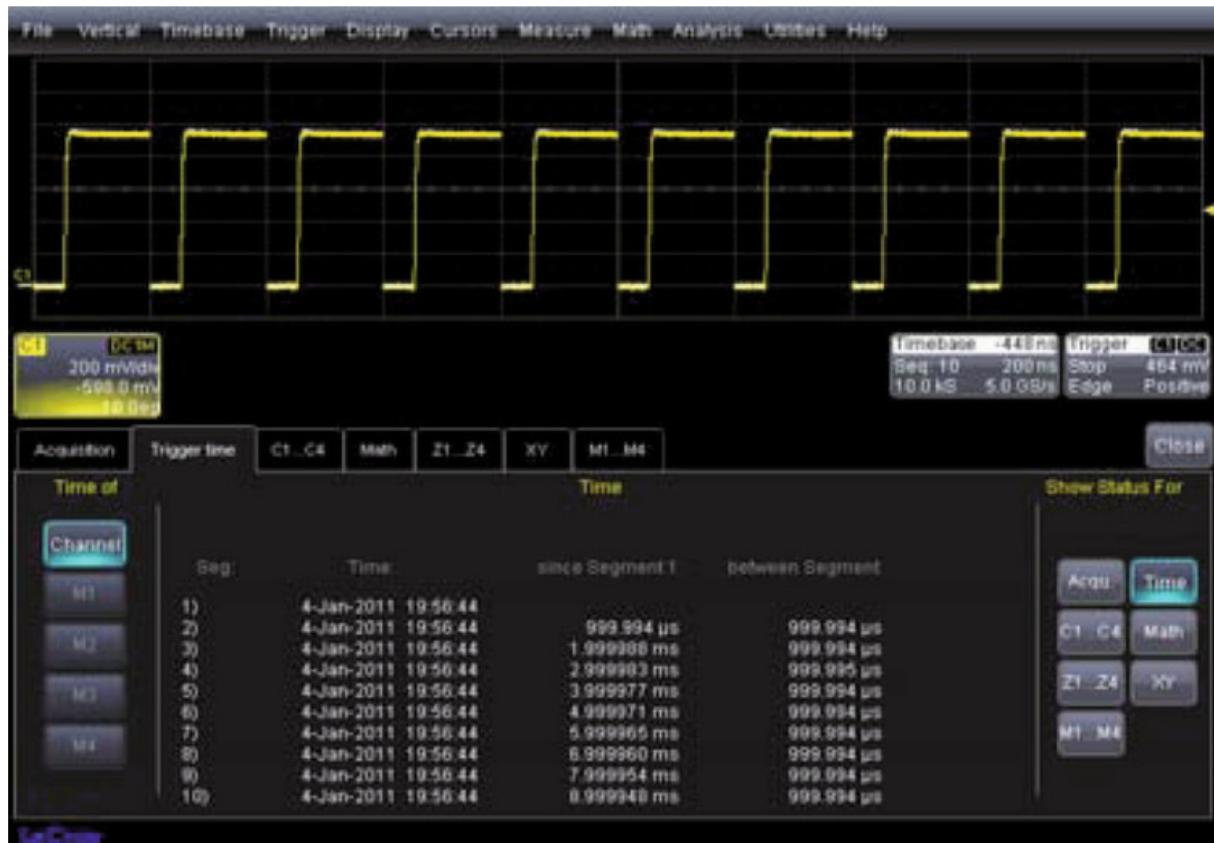 File Vertical Timebase Trigger Display Cursors Measure Math Analysis Utilities Help
C1
C1 DC1M
200 mV/div
-598.0 mV
10 Seg
Timebase -448 ns
Seq: 10 200 ns
10.0 kS 5.0 GS/s
Trigger C1 DC
Stop 464 mV
Edge Positive
Acquisition Trigger time C1...C4 Math Z1...Z4 XY M1...M4 Close
Time of Time Show Status For
Channel
M1
M2
M3
M4
Seg: Time: since Segment 1 between Segment
1) 4-Jan-2011 19:56:44
2) 4-Jan-2011 19:56:44 999.994 µs 999.994 µs
3) 4-Jan-2011 19:56:44 1.999988 ms 999.994 µs
4) 4-Jan-2011 19:56:44 2.999983 ms 999.995 µs
5) 4-Jan-2011 19:56:44 3.999977 ms 999.994 µs
6) 4-Jan-2011 19:56:44 4.999971 ms 999.994 µs
7) 4-Jan-2011 19:56:44 5.999965 ms 999.994 µs
8) 4-Jan-2011 19:56:44 6.999960 ms 999.994 µs
9) 4-Jan-2011 19:56:44 7.999954 ms 999.994 µs
10) 4-Jan-2011 19:56:44 8.999948 ms 999.994 µs
Acqu. Time
C1...C4 Math
Z1...Z4 XY
M1...M4
LeCroy